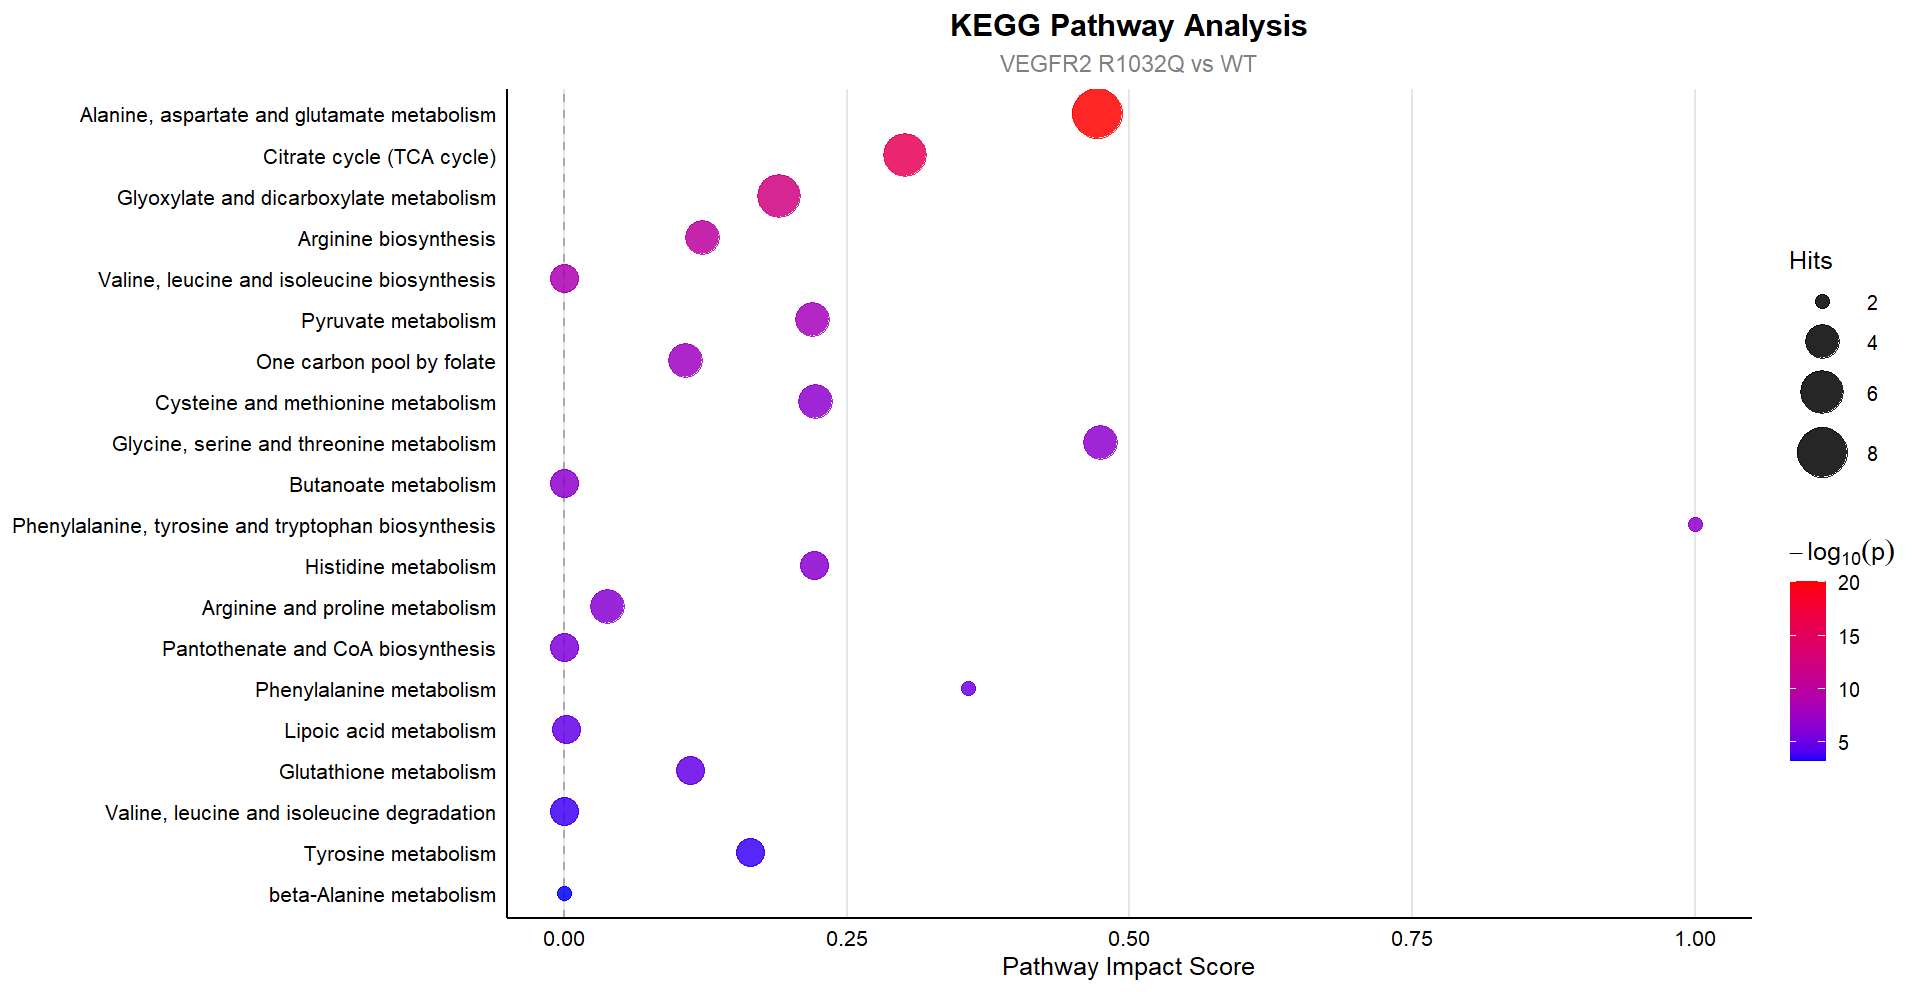 KEGG Pathway Analysis
VEGFR2 R1032Q vs WT
Alanine, aspartate and glutamate metabolism
Citrate cycle (TCA cycle)
Glyoxylate and dicarboxylate metabolism
Arginine biosynthesis
Valine, leucine and isoleucine biosynthesis
Pyruvate metabolism
One carbon pool by folate
Cysteine and methionine metabolism
Glycine, serine and threonine metabolism
Butanoate metabolism
Phenylalanine, tyrosine and tryptophan biosynthesis
Histidine metabolism
Arginine and proline metabolism
Pantothenate and CoA biosynthesis
Phenylalanine metabolism
Lipoic acid metabolism
Glutathione metabolism
Valine, leucine and isoleucine degradation
Tyrosine metabolism
beta-Alanine metabolism
0.00 0.25 0.50 0.75 1.00
Pathway Impact Score
Hits
2
4
6
8
−log₁₀(p)
20
15
10
5